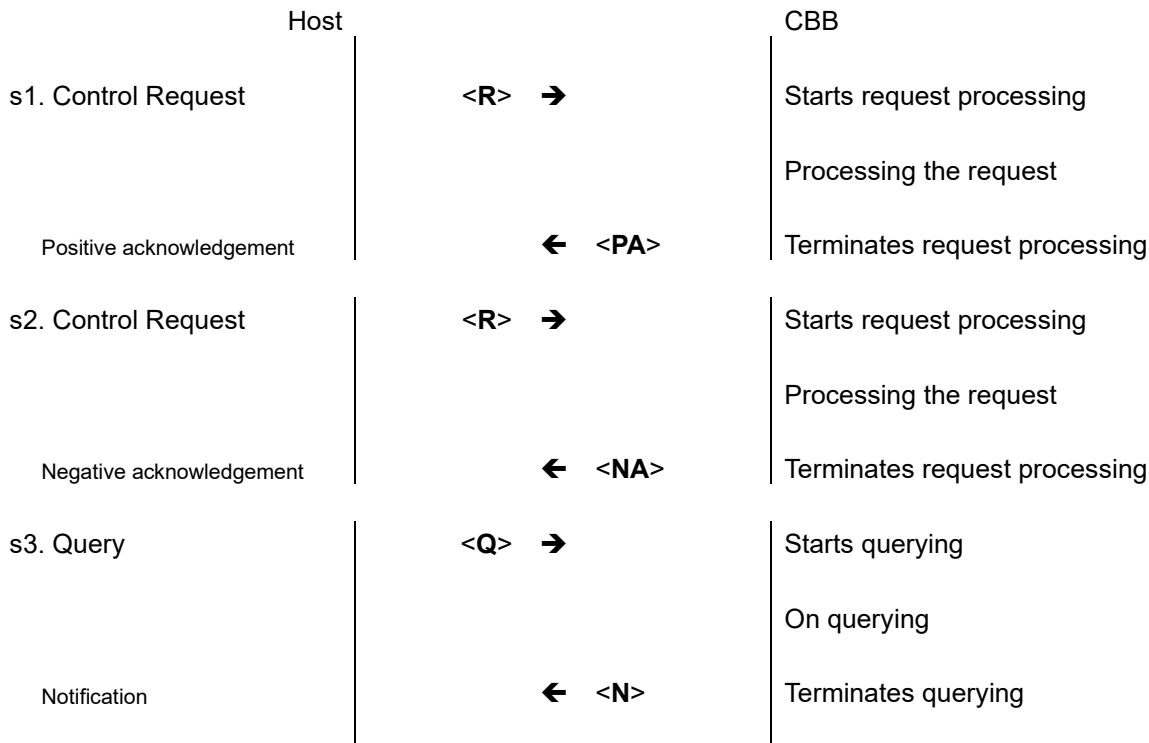 Host CBB
s1. Control Request <R> ➔ Starts request processing
Processing the request
Positive acknowledgement 🡨 <PA> Terminates request processing
s2. Control Request <R> ➔ Starts request processing
Processing the request
Negative acknowledgement 🡨 <NA> Terminates request processing
s3. Query <Q> ➔ Starts querying
On querying
Notification 🡨 <N> Terminates querying